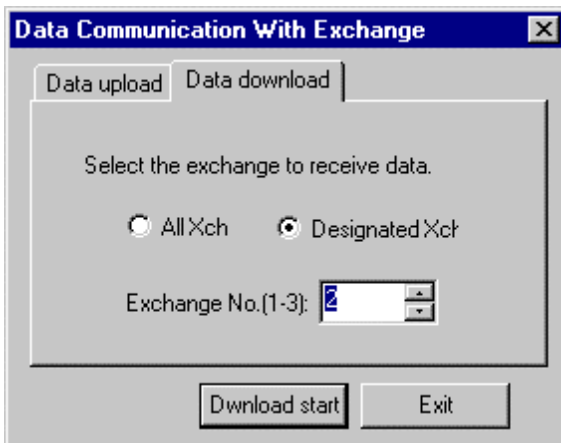 Data Communication With Exchange
Data upload Data download
Select the exchange to receive data.
All Xch Designated Xch
Exchange No.(1-3): 2
Dwnload start Exit